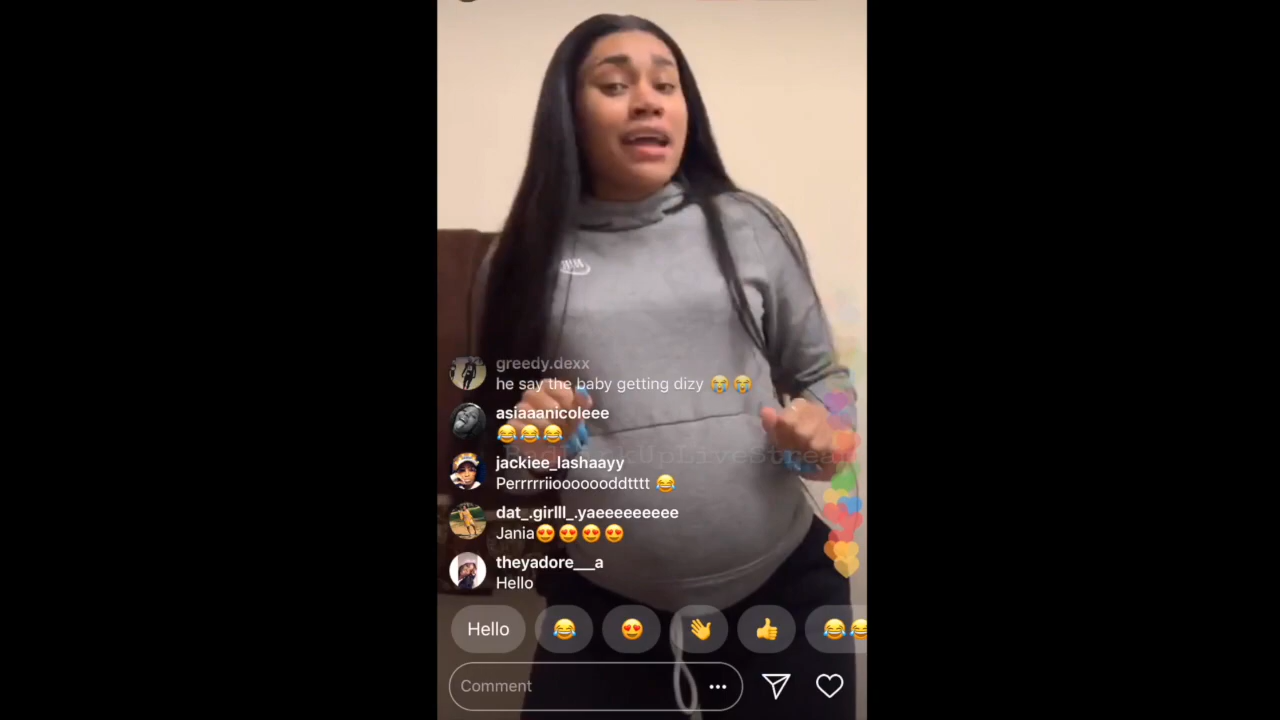 greedy.dexx
he say the baby getting dizy 😭😭
asiaaanicoleee
😂😂😂
jackiee_lashaayy
Perrrrriiooooooddtttt 😂
dat_.girlll_.yaeeeeeeeee
Jania😍😍😍😍
theyadore___a
Hello
Hello 😂 😍 👋 👍 😂😂
Comment